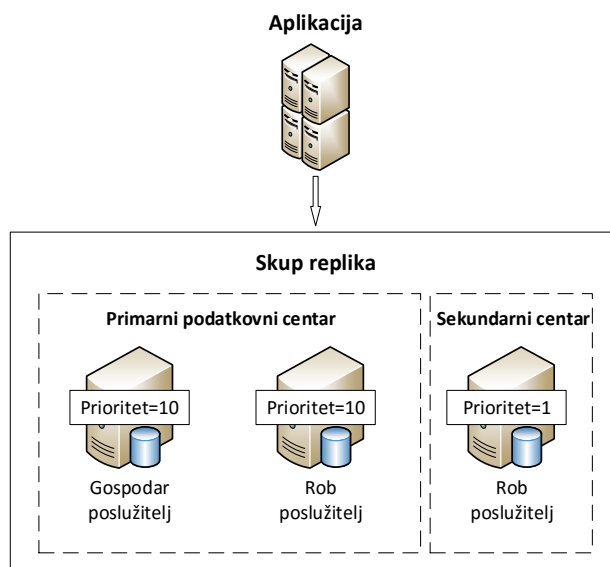 Aplikacija
Skup replika
Primarni podatkovni centar
Sekundarni centar
Prioritet=10
Prioritet=10
Prioritet=1
Gospodar
poslužitelj
Rob
poslužitelj
Rob
poslužitelj